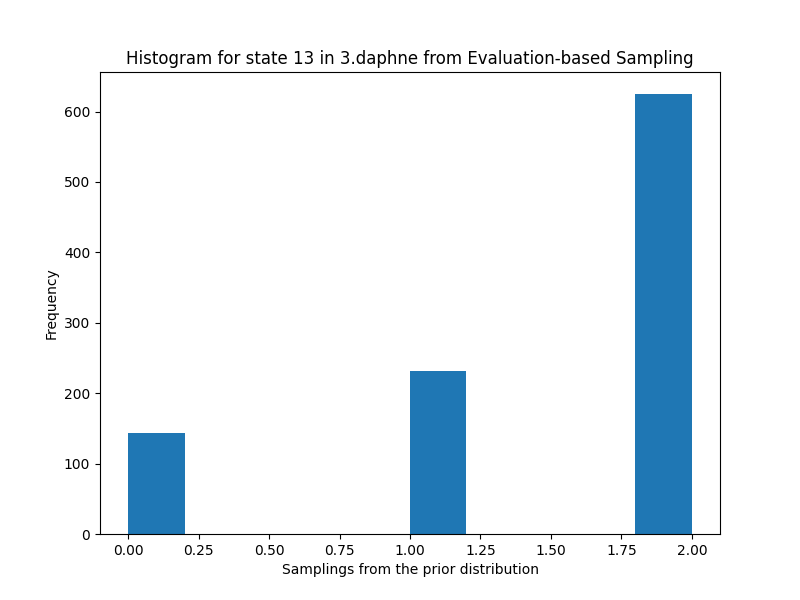 Histogram for state 13 in 3.daphne from Evaluation-based Sampling
600
500
400
300
200
100
0
Frequency
0.00 0.25 0.50 0.75 1.00 1.25 1.50 1.75 2.00
Samplings from the prior distribution